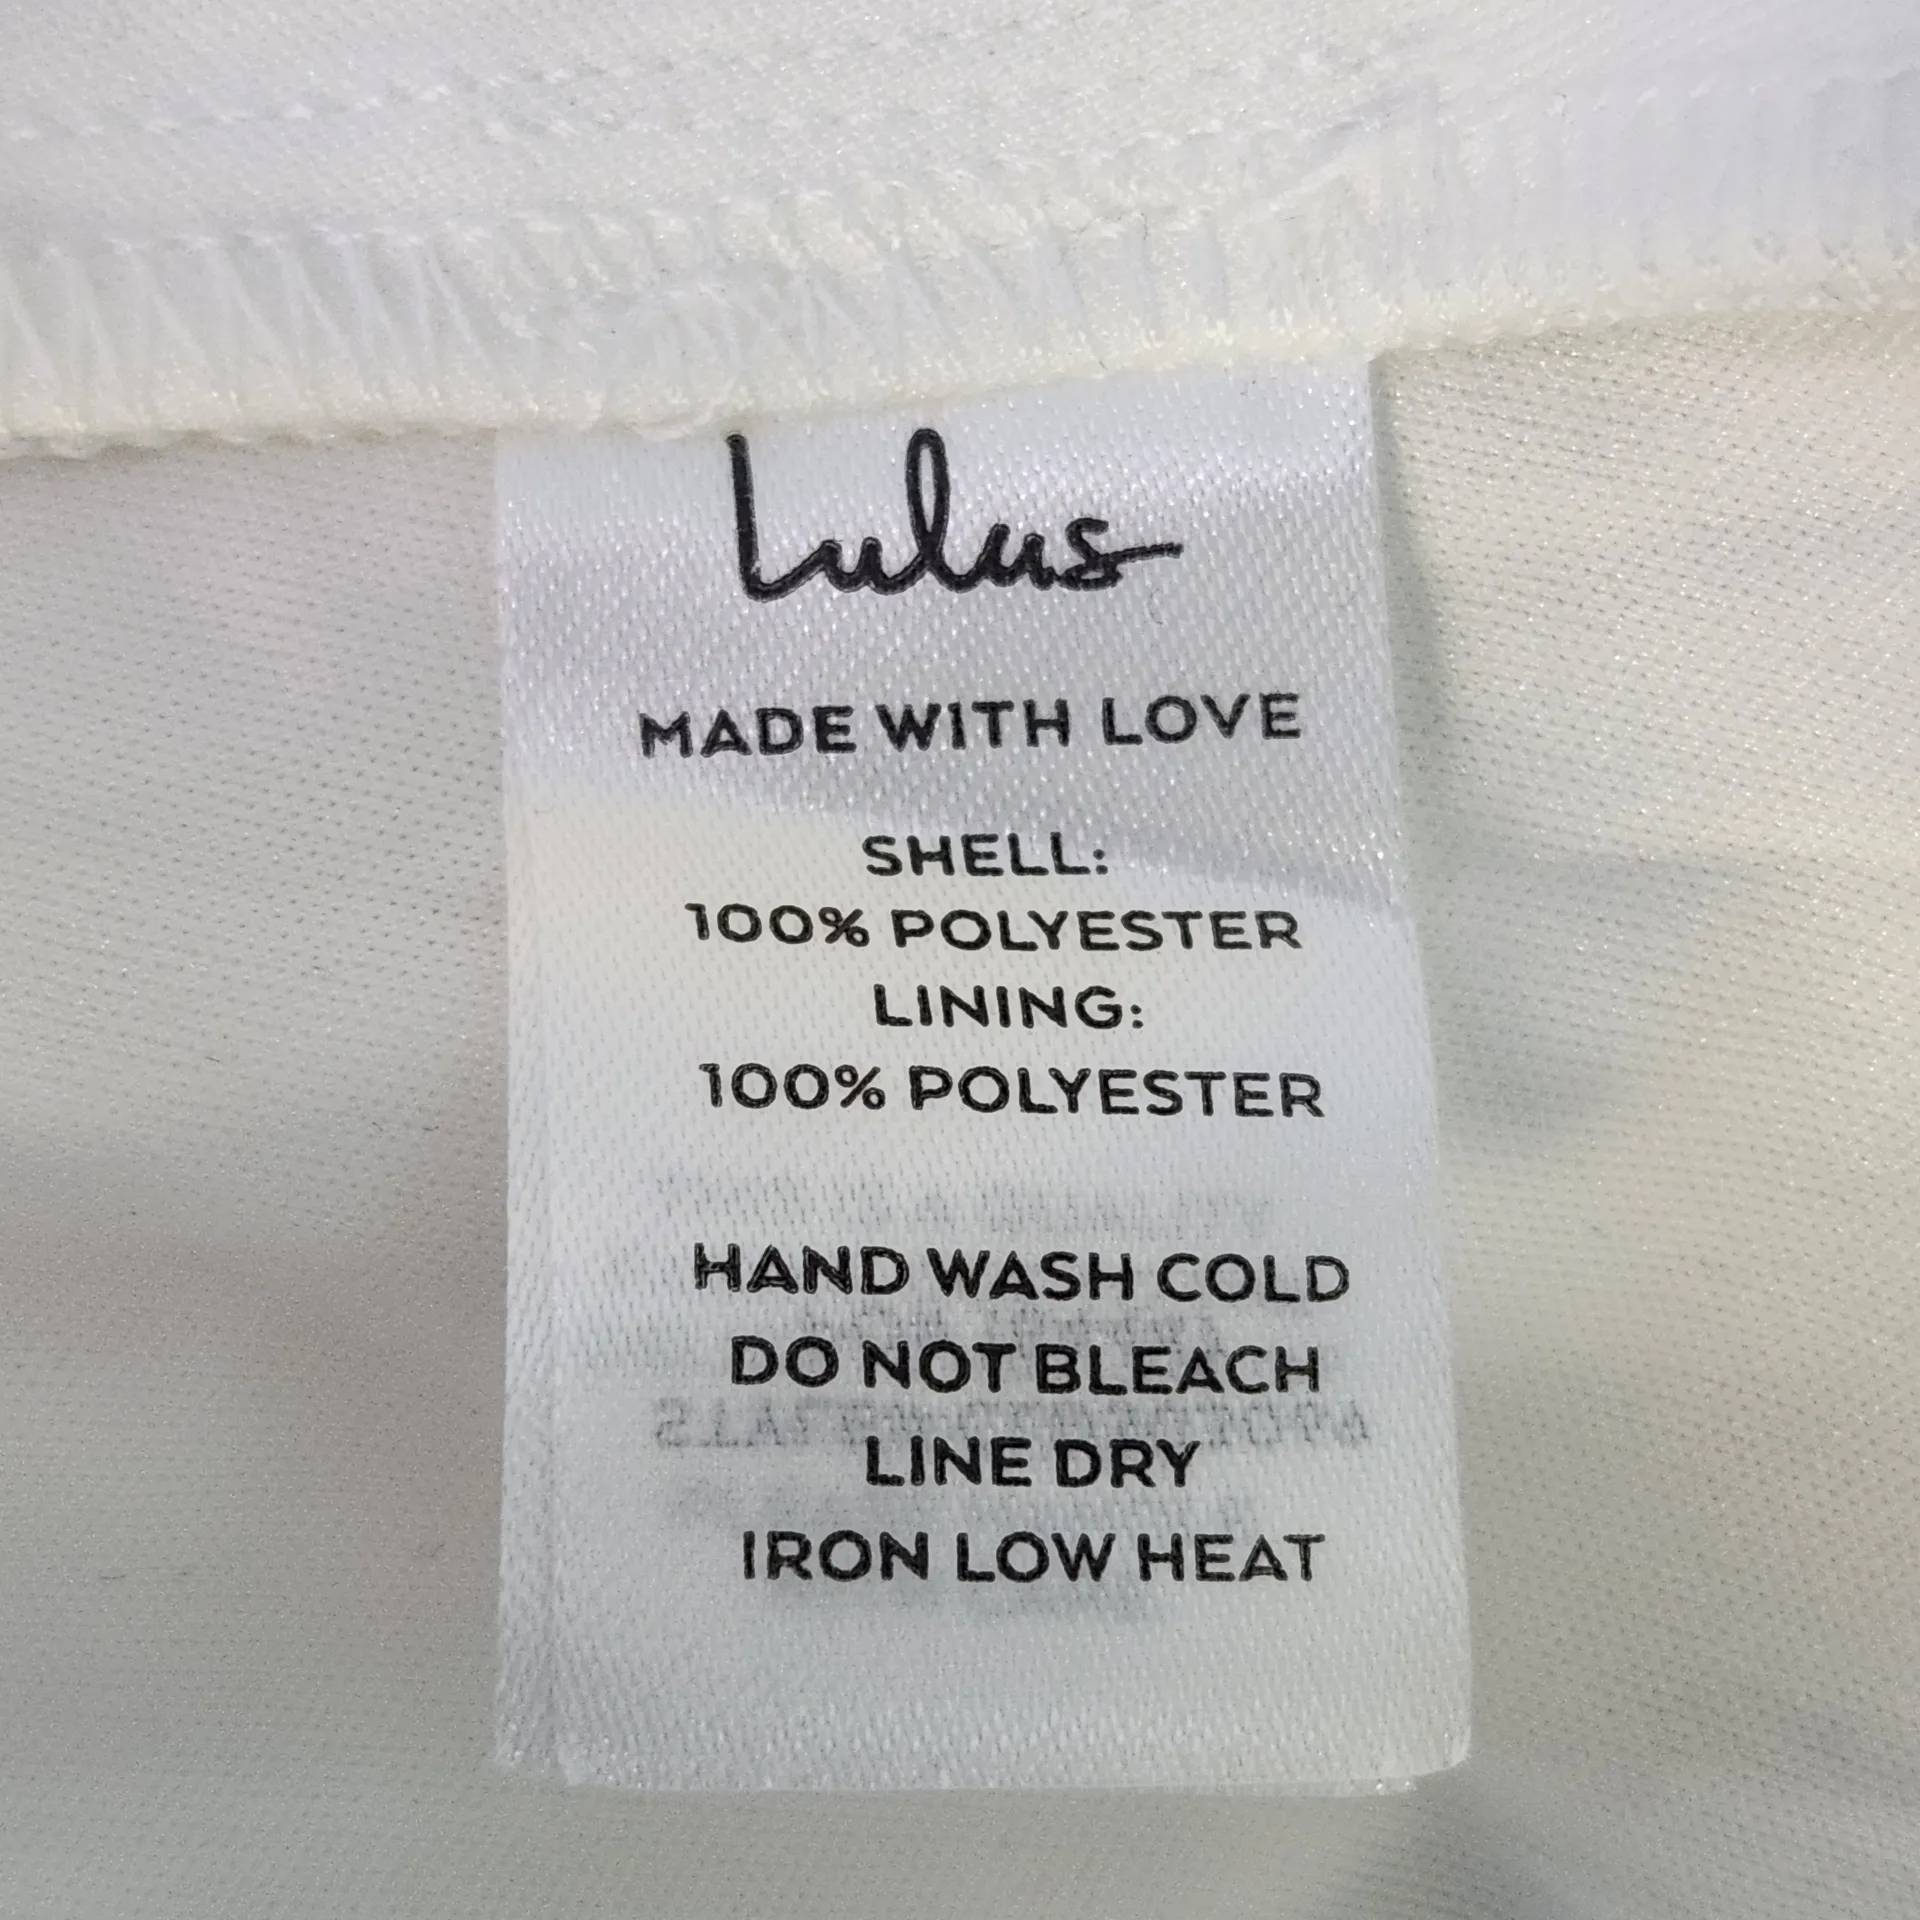 Lulus
MADE WITH LOVE
SHELL:
100% POLYESTER
LINING:
100% POLYESTER
HAND WASH COLD
DO NOT BLEACH
LINE DRY
IRON LOW HEAT